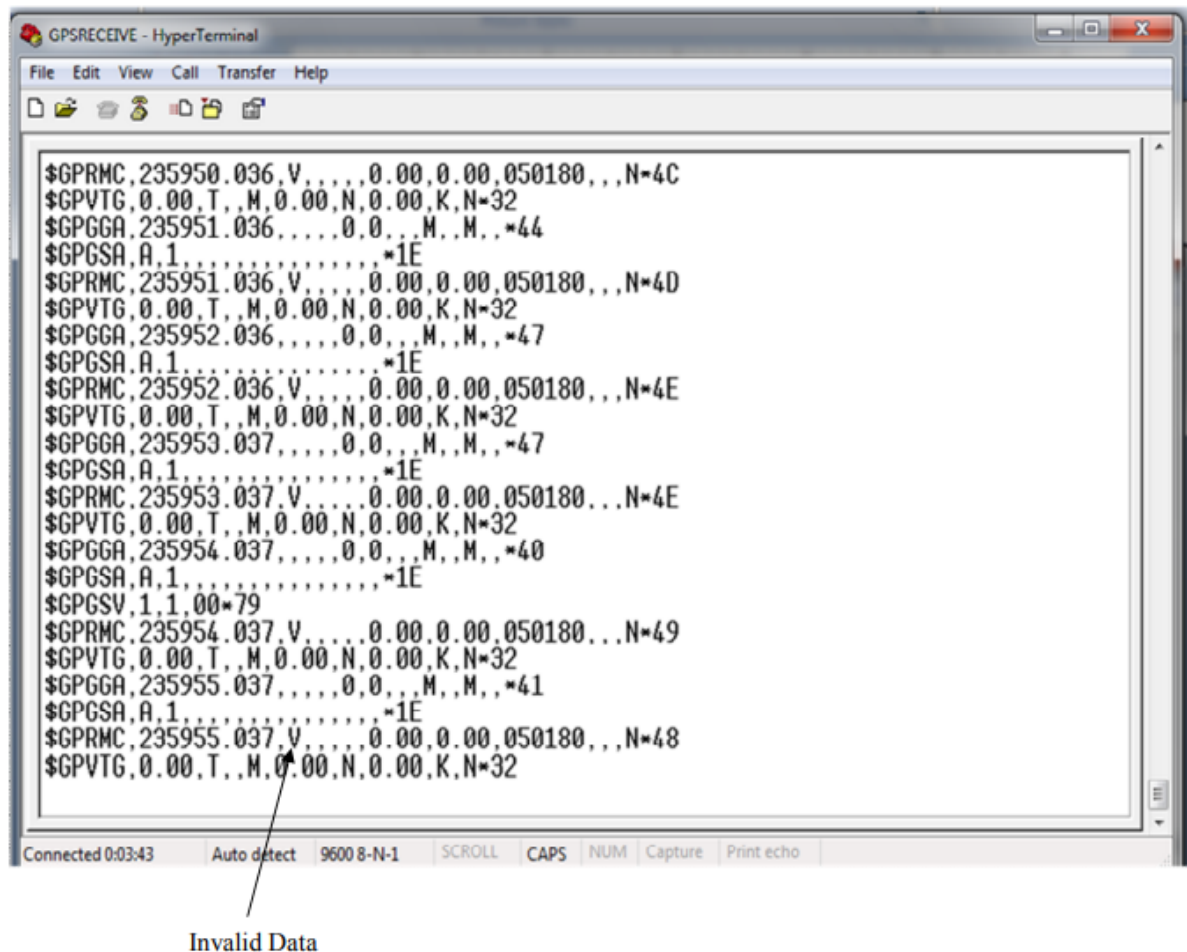 GPSRECEIVE - HyperTerminal
File Edit View Call Transfer Help
$GPRMC,235950.036,V,,,,,0.00,0.00,050180,,,N*4C
$GPVTG,0.00,T,,M,0.00,N,0.00,K,N*32
$GPGGA,235951.036,,,,,0,0,,,M,,M,,*44
$GPGSA,A,1,,,,,,,,,,,,,,,*1E
$GPRMC,235951.036,V,,,,,0.00,0.00,050180,,,N*4D
$GPVTG,0.00,T,,M,0.00,N,0.00,K,N*32
$GPGGA,235952.036,,,,,0,0,,,M,,M,,*47
$GPGSA,A,1,,,,,,,,,,,,,,,*1E
$GPRMC,235952.036,V,,,,,0.00,0.00,050180,,,N*4E
$GPVTG,0.00,T,,M,0.00,N,0.00,K,N*32
$GPGGA,235953.037,,,,,0,0,,,M,,M,,*47
$GPGSA,A,1,,,,,,,,,,,,,,,*1E
$GPRMC,235953.037,V,,,,,0.00,0.00,050180,,,N*4E
$GPVTG,0.00,T,,M,0.00,N,0.00,K,N*32
$GPGGA,235954.037,,,,,0,0,,,M,,M,,*40
$GPGSA,A,1,,,,,,,,,,,,,,,*1E
$GPGSV,1,1,00*79
$GPRMC,235954.037,V,,,,,0.00,0.00,050180,,,N*49
$GPVTG,0.00,T,,M,0.00,N,0.00,K,N*32
$GPGGA,235955.037,,,,,0,0,,,M,,M,,*41
$GPGSA,A,1,,,,,,,,,,,,,,,*1E
$GPRMC,235955.037,V,,,,,0.00,0.00,050180,,,N*48
$GPVTG,0.00,T,,M,0.00,N,0.00,K,N*32
Connected 0:03:43 Auto detect 9600 8-N-1 SCROLL CAPS NUM Capture Print echo
Invalid Data